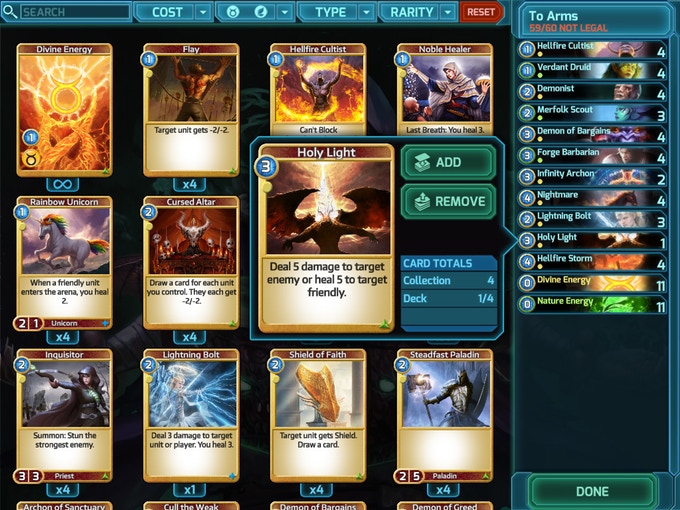 SEARCH
COST
TYPE
RARITY
RESET
To Arms
59/60 NOT LEGAL
1 Hellfire Cultist 4
1 Verdant Druid 4
2 Demonist 4
2 Merfolk Scout 3
3 Demon of Bargains 4
3 Forge Barbarian 4
3 Infinity Archon 2
4 Nightmare 4
2 Lightning Bolt 3
3 Holy Light 1
4 Hellfire Storm 4
0 Divine Energy 11
0 Nature Energy 11
DONE
Divine Energy
1
∞
Flay
1
Target unit gets -2/-2.
x4
Hellfire Cultist
1
Can't Block
Noble Healer
1
Last Breath: You heal 3.
Holy Light
3
Deal 5 damage to target
enemy or heal 5 to target
friendly.
ADD
REMOVE
CARD TOTALS
Collection 4
Deck 1/4
Rainbow Unicorn
1
When a friendly unit
enters the arena, you heal
2.
2 1 Unicorn
x4
Cursed Altar
2
Draw a card for each unit
you control. They each get
-2/-2.
x4
Inquisitor
2
Summon: Stun the
strongest enemy.
3 3 Priest
x4
Lightning Bolt
2
Deal 3 damage to target
unit or player. You heal 3.
x1
Shield of Faith
2
Target unit gets Shield.
Draw a card.
x4
Steadfast Paladin
2
2 5 Paladin
x4
Archon of Sanctuary
Cull the Weak
Demon of Bargains
Demon of Greed